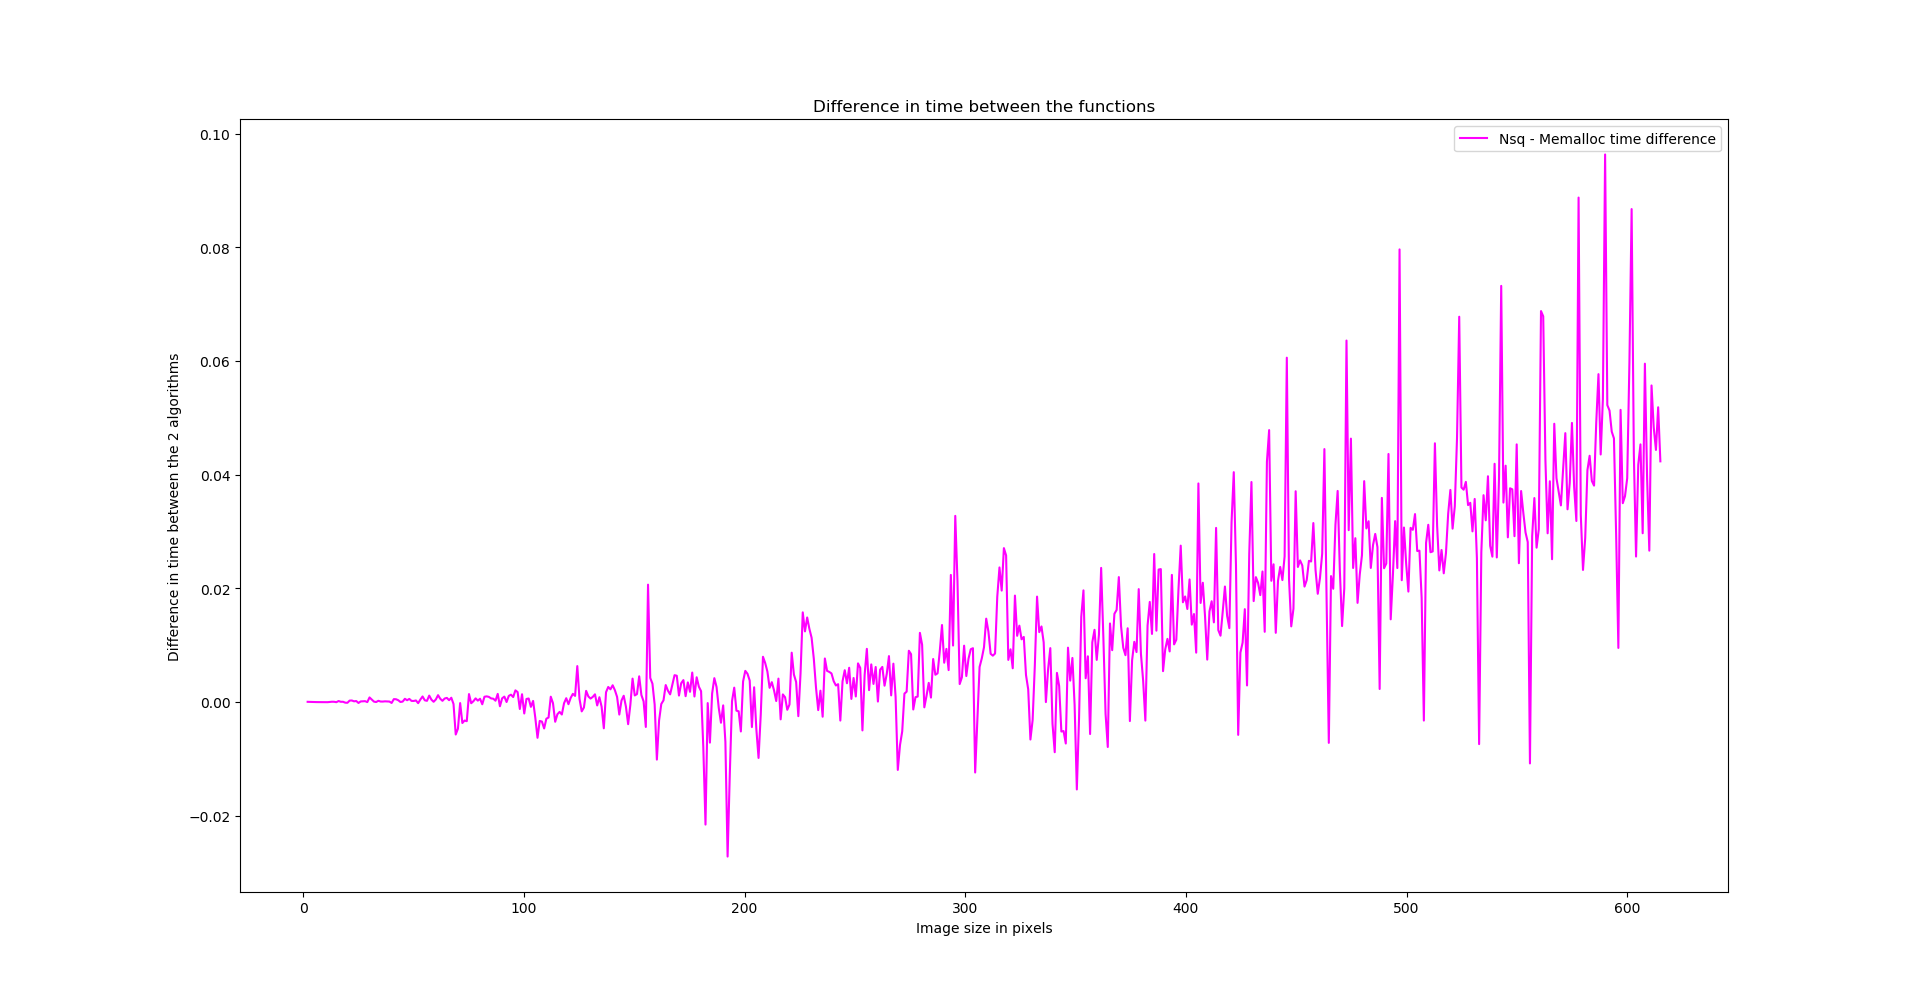 Difference in time between the functions
Nsq - Memalloc time difference
Difference in time between the 2 algorithms
0.10
0.08
0.06
0.04
0.02
0.00
−0.02
0 100 200 300 400 500 600
Image size in pixels